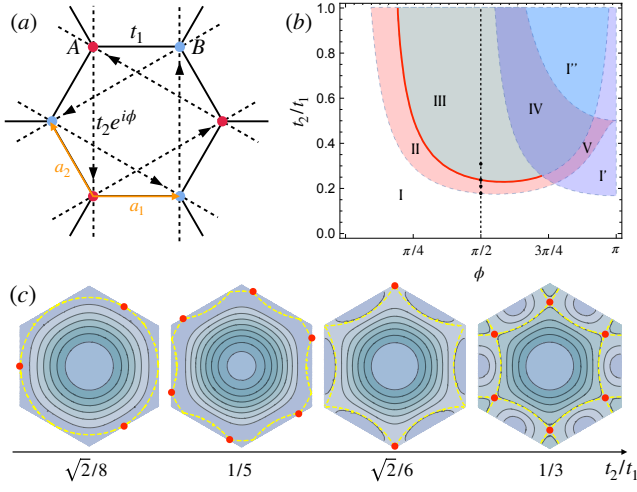 (a)
A
t₁
B
t₂e^{iϕ}
a₂
a₁
(b)
t₂/t₁
1.0
0.8
0.6
0.4
0.2
0.0
I
II
III
IV
V
I'
I''
π/4
π/2
3π/4
π
ϕ
(c)
√2/8
1/5
√2/6
1/3
t₂/t₁